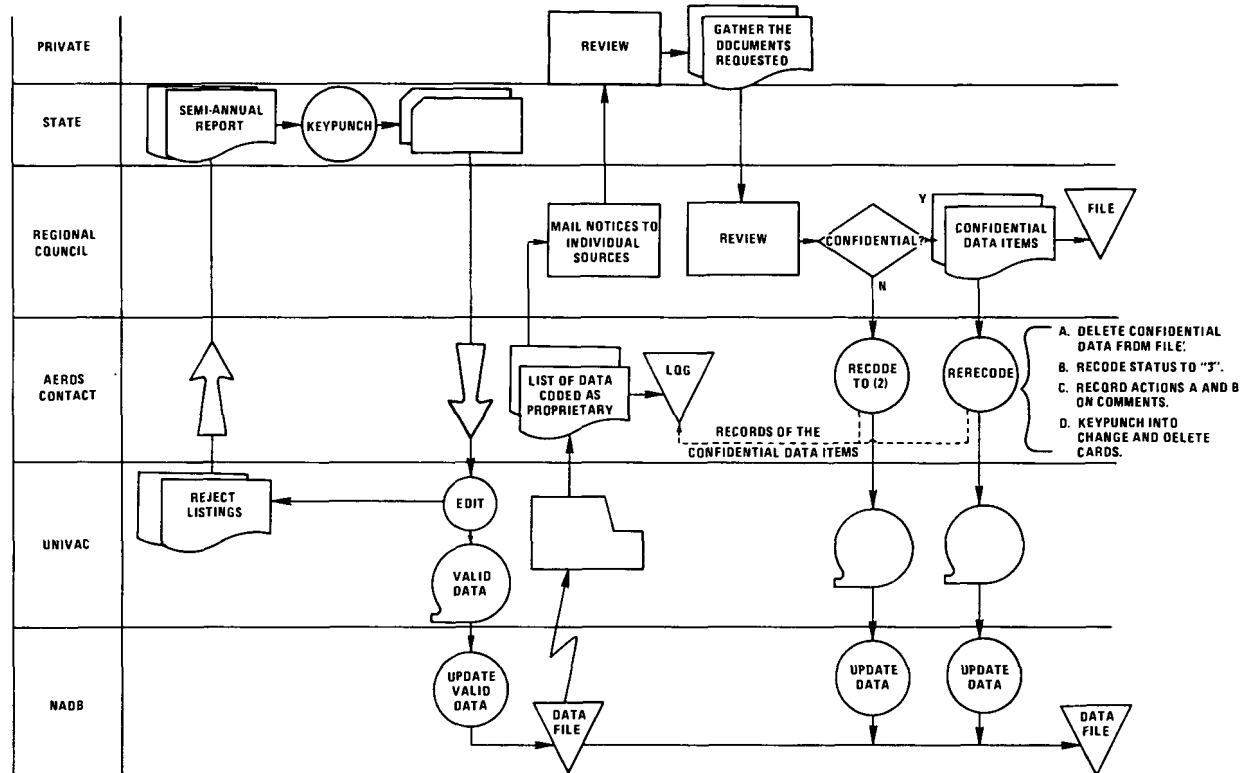 PRIVATE
REVIEW
GATHER THE
DOCUMENTS
REQUESTED
STATE
SEMI-ANNUAL
REPORT
KEYPUNCH
REGIONAL
COUNCIL
MAIL NOTICES TO
INDIVIDUAL
SOURCES
REVIEW
CONFIDENTIAL?
Y
N
CONFIDENTIAL
DATA ITEMS
FILE
AEROS
CONTACT
LIST OF DATA
CODED AS
PROPRIETARY
LOG
RECORDS OF THE
CONFIDENTIAL DATA ITEMS
RECODE
TO (2)
RERECODE
A. DELETE CONFIDENTIAL
DATA FROM FILE.
B. RECODE STATUS TO "3".
C. RECORD ACTIONS A AND B
ON COMMENTS.
D. KEYPUNCH INTO
CHANGE AND DELETE
CARDS.
UNIVAC
REJECT
LISTINGS
EDIT
VALID
DATA
NADB
UPDATE
VALID
DATA
DATA
FILE
UPDATE
DATA
UPDATE
DATA
DATA
FILE